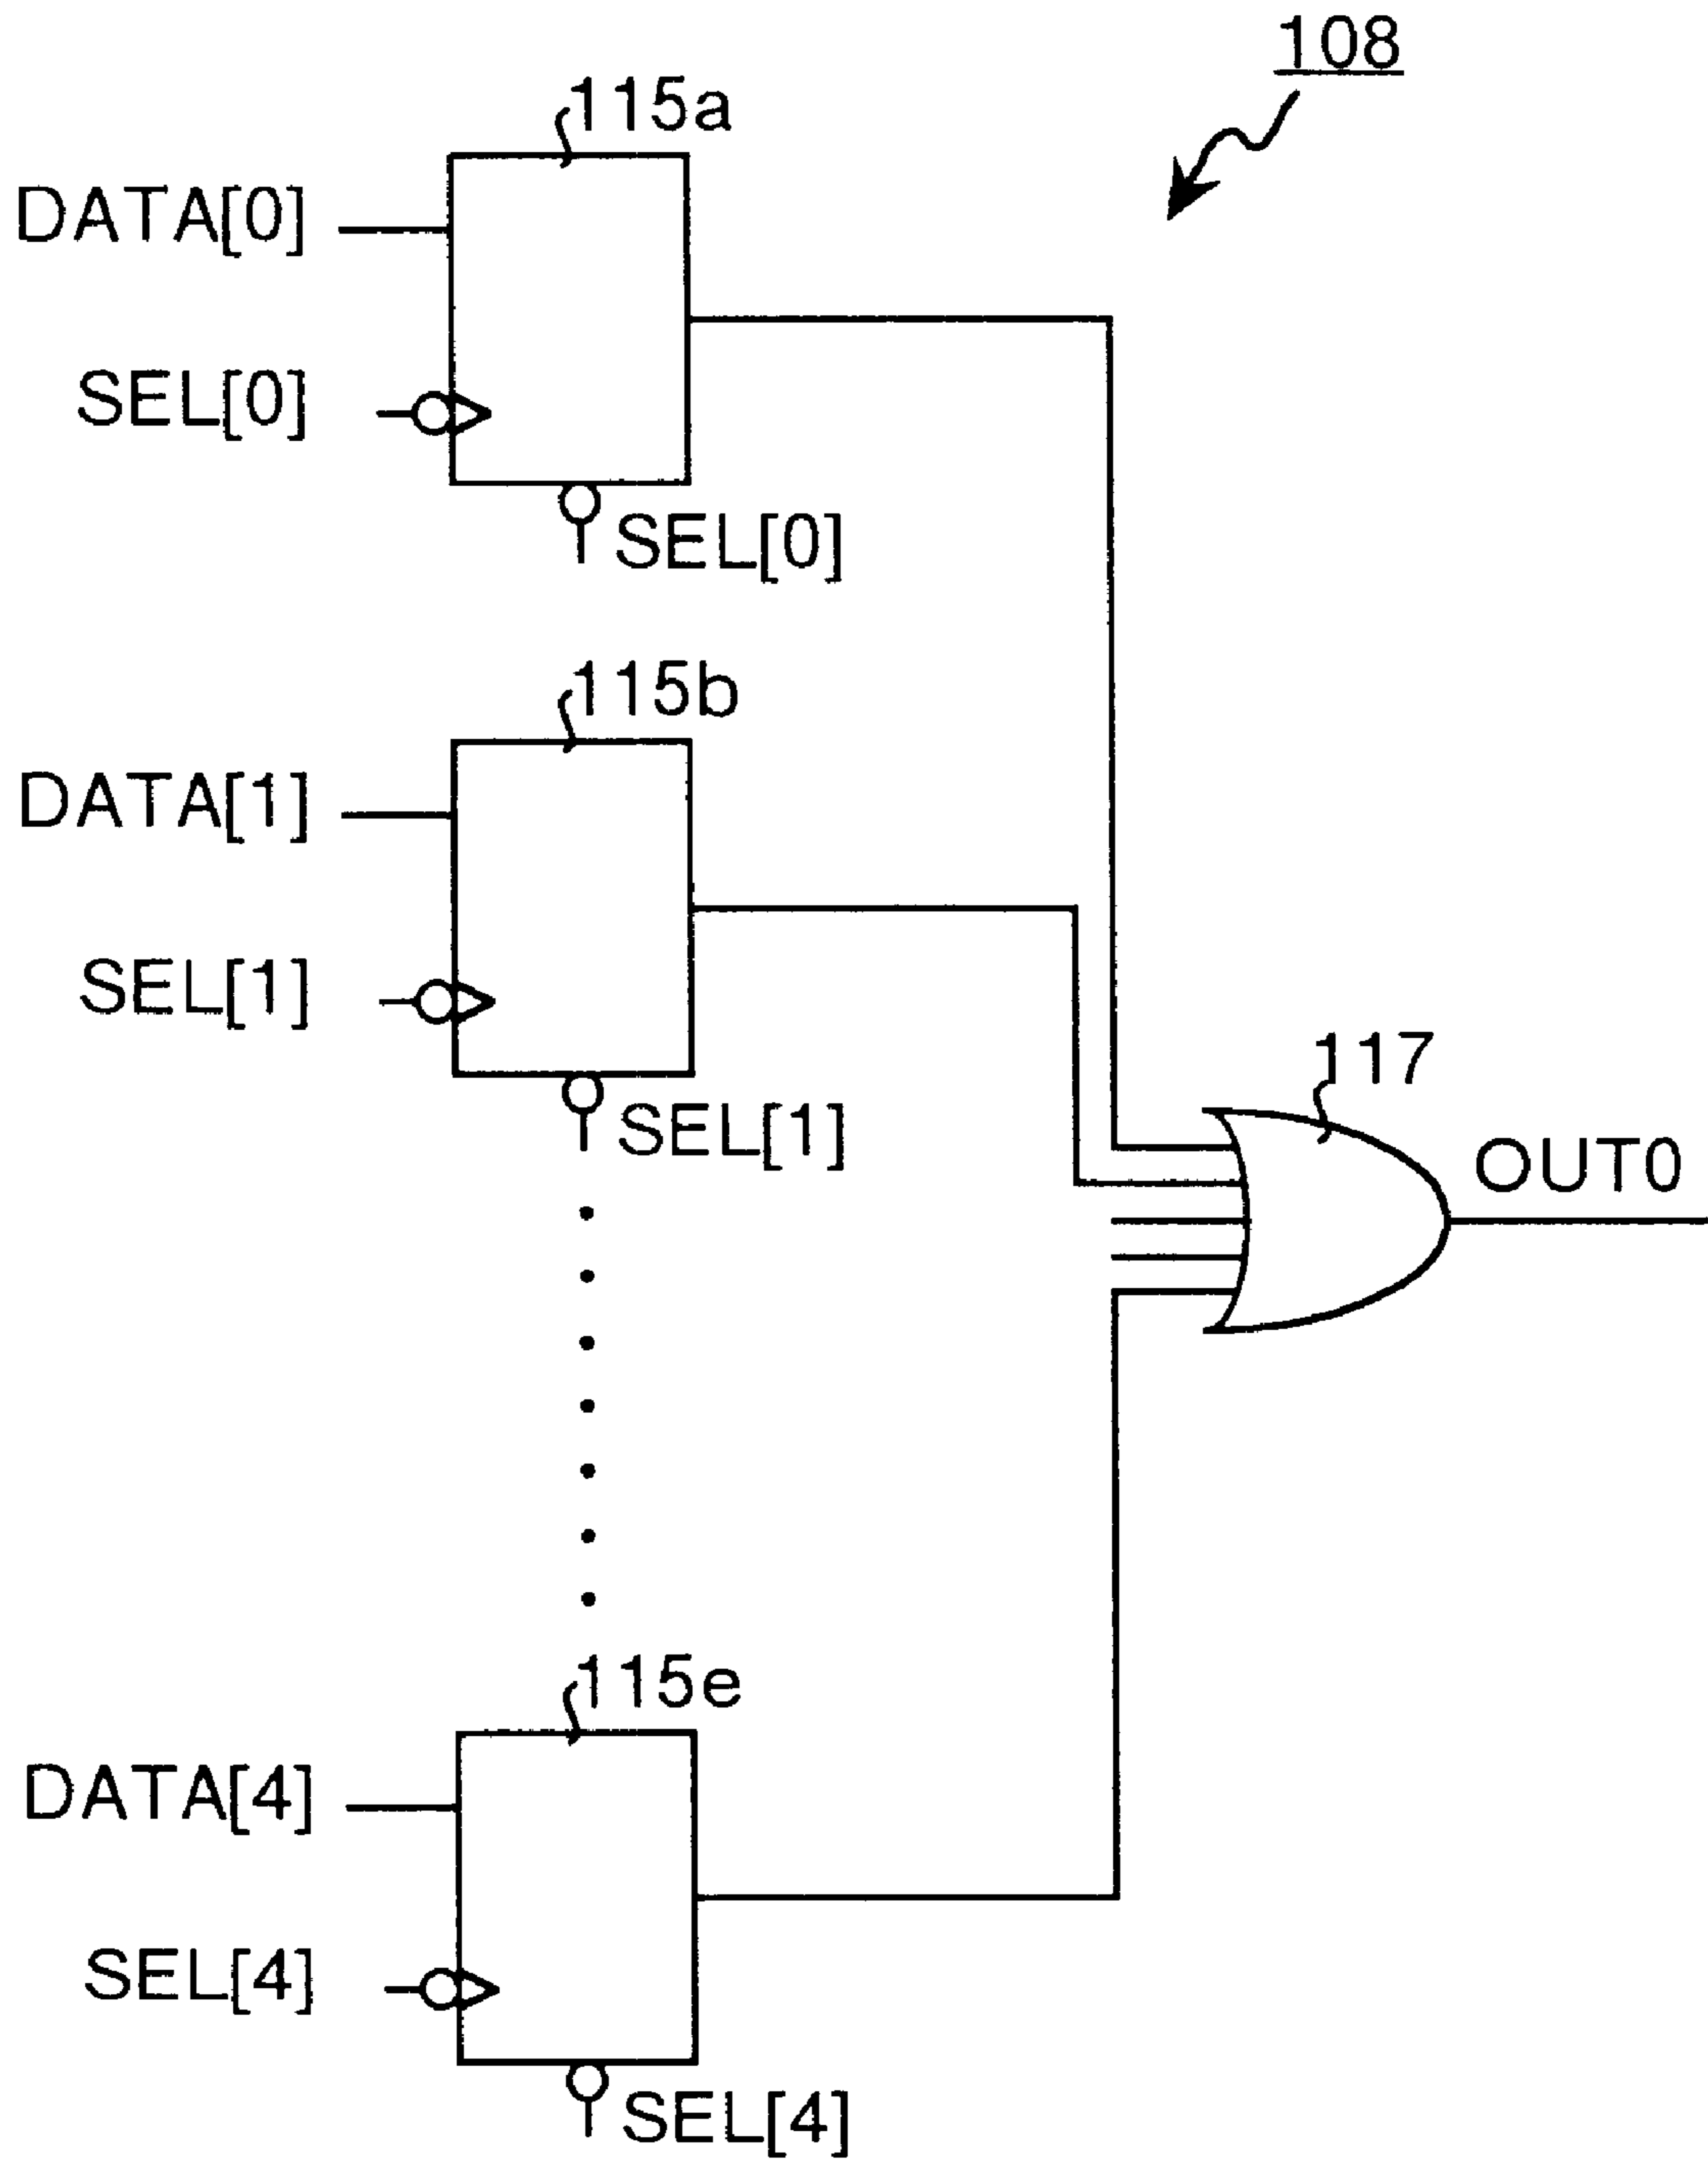 108
115a
DATA[0]
SEL[0]
SEL[0]
115b
DATA[1]
SEL[1]
SEL[1]
117
OUT0
115e
DATA[4]
SEL[4]
SEL[4]